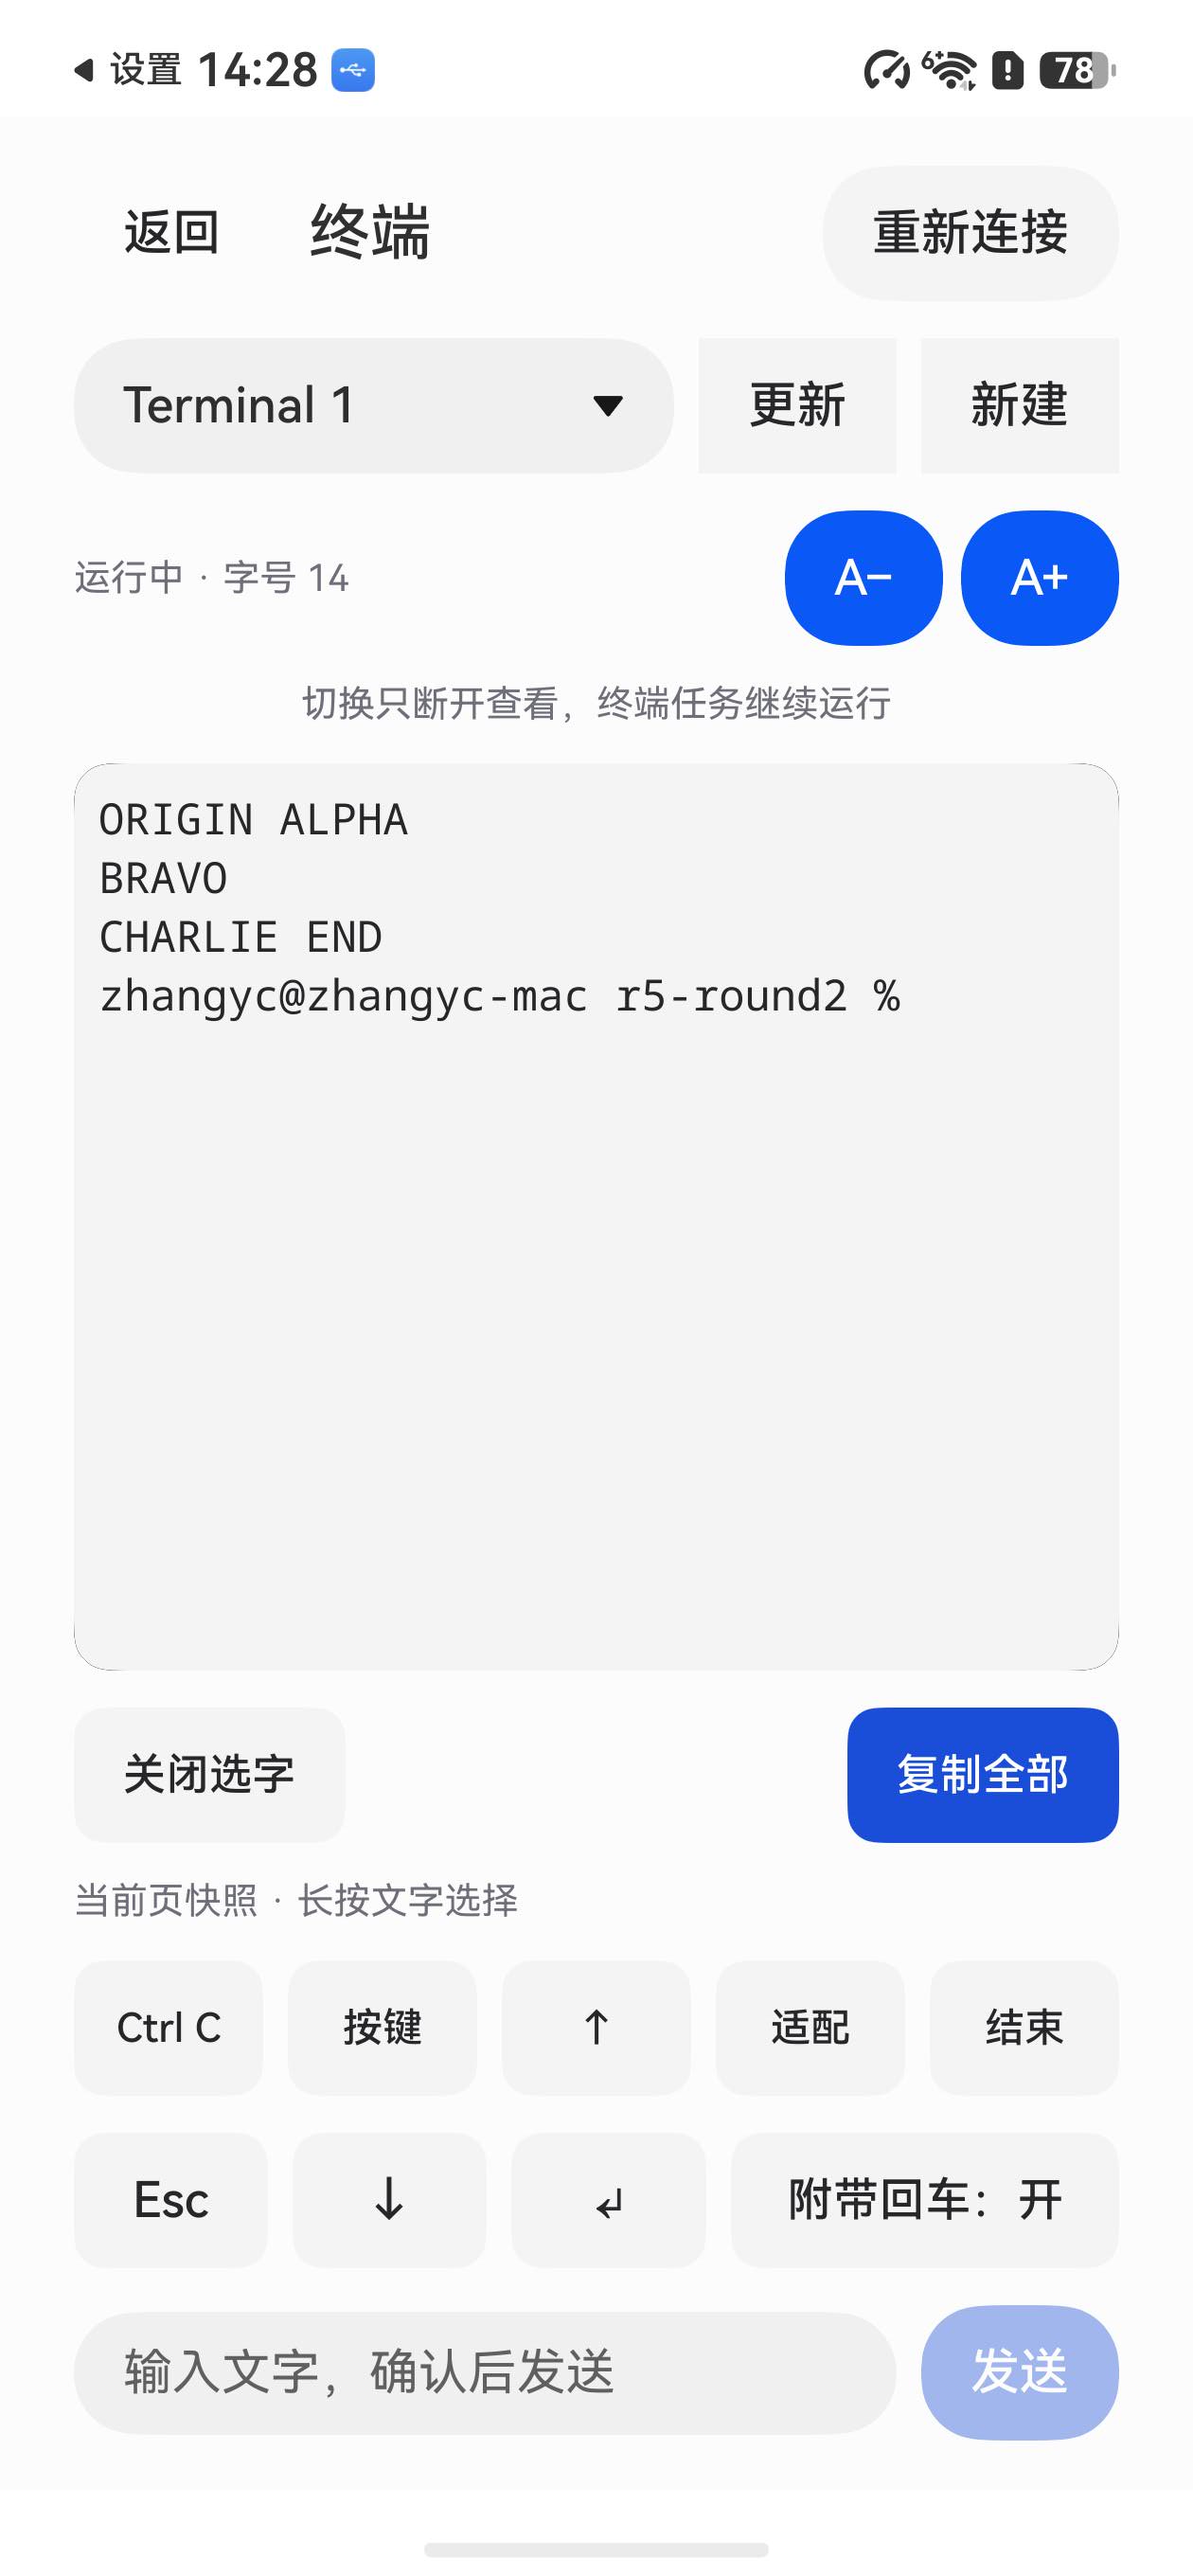 设置 14:28
6+ 78
返回 终端 重新连接
Terminal 1 更新 新建
运行中 · 字号 14 A− A+
切换只断开查看，终端任务继续运行
ORIGIN ALPHA
BRAVO
CHARLIE END
zhangyc@zhangyc-mac r5-round2 %
关闭选字 复制全部
当前页快照 · 长按文字选择
Ctrl C 按键 ↑ 适配 结束
Esc ↓ ↲ 附带回车：开
输入文字，确认后发送 发送